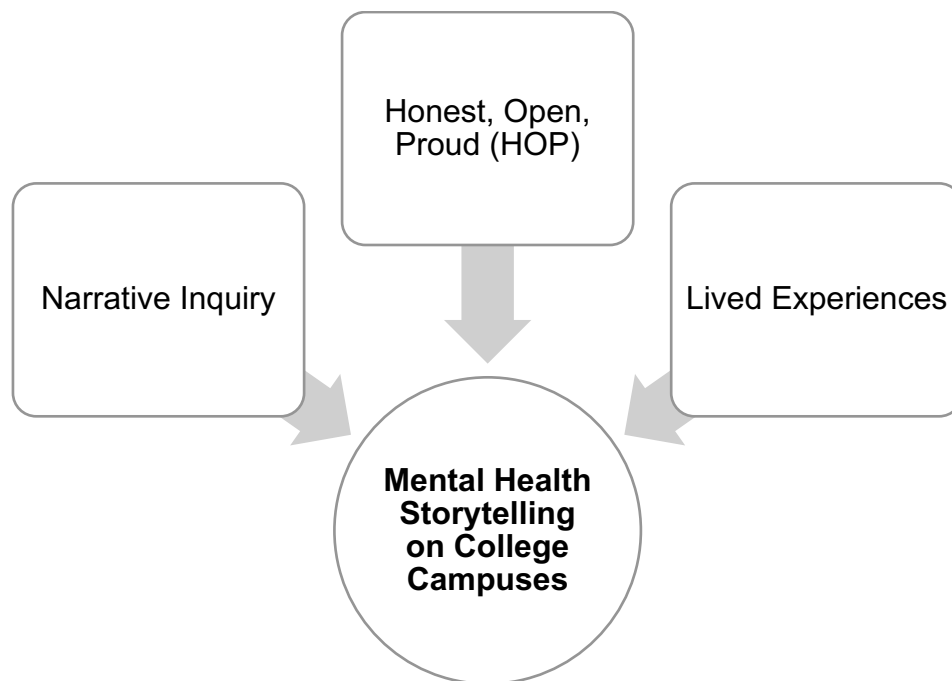 Honest, Open,
Proud (HOP)
Narrative Inquiry
Lived Experiences
Mental Health
Storytelling
on College
Campuses